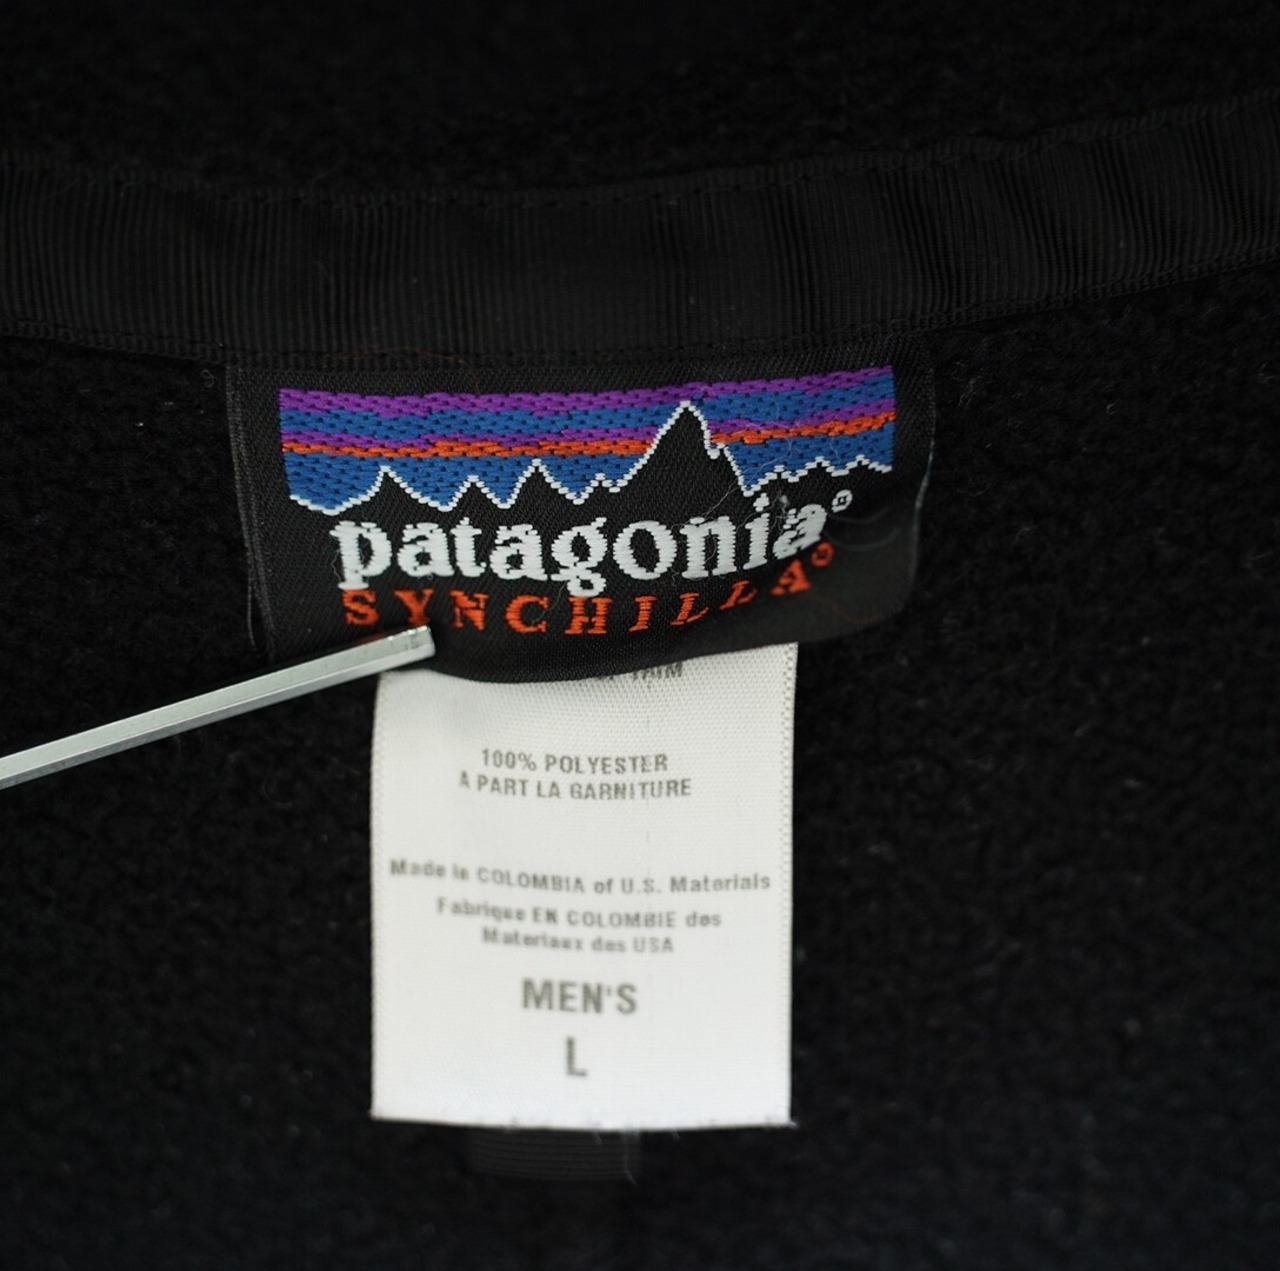 patagonia®
SYNCHILLA®
TRIM
100% POLYESTER
A PART LA GARNITURE
Made in COLOMBIA of U.S. Materials
Fabrique EN COLOMBIE des
Materiaux des USA
MEN'S
L